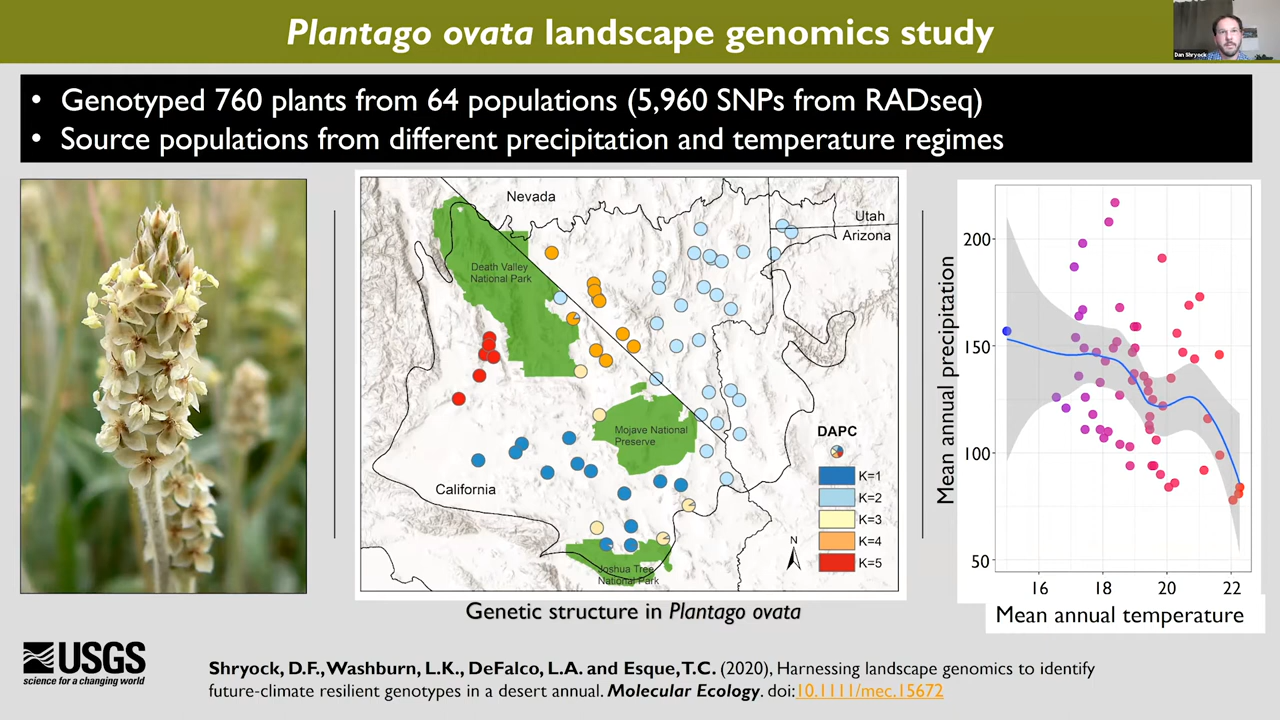 Plantago ovata landscape genomics study
Dan Shryock
• Genotyped 760 plants from 64 populations (5,960 SNPs from RADseq)
• Source populations from different precipitation and temperature regimes
Nevada
Utah
Arizona
Death Valley
National Park
Mojave National
Preserve
California
Joshua Tree
National Park
DAPC
K=1
K=2
K=3
K=4
K=5
N
Genetic structure in Plantago ovata
Mean annual precipitation
200
150
100
50
16 18 20 22
Mean annual temperature
USGS
science for a changing world
Shryock, D.F., Washburn, L.K., DeFalco, L.A. and Esque, T.C. (2020), Harnessing landscape genomics to identify
future-climate resilient genotypes in a desert annual. Molecular Ecology. doi:10.1111/mec.15672